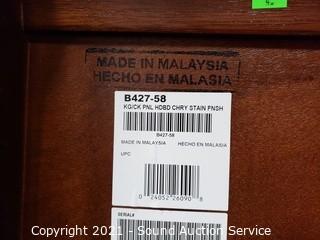 MADE IN MALAYSIA
HECHO EN MALASIA
B427-58
KG/CK PNL HDBD CHRY STAIN FNSH
B427-58
MADE IN MALAYSIA HECHO EN MALASIA
UPC
0 24052 26090 8
SERIAL#
Copyright 2021 - Sound Auction Service